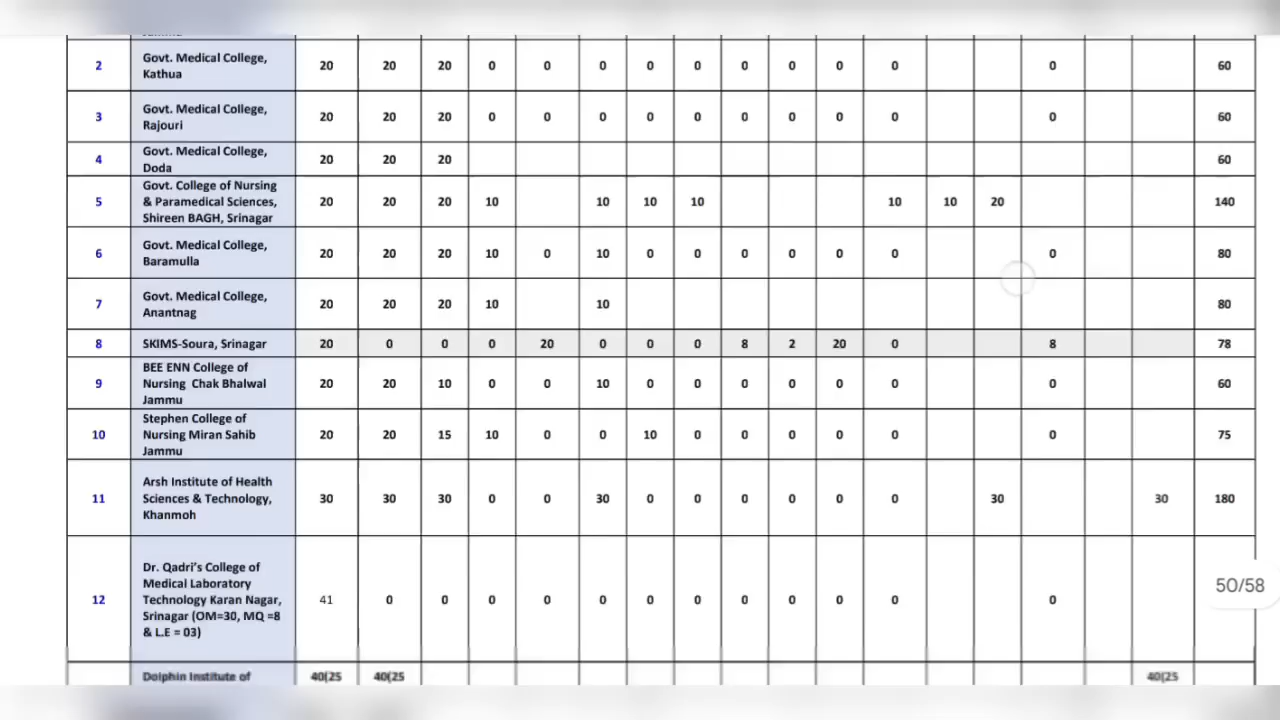 2 Govt. Medical College, Kathua 20 20 20 0 0 0 0 0 0 0 0 0 0 60
3 Govt. Medical College, Rajouri 20 20 20 0 0 0 0 0 0 0 0 0 0 60
4 Govt. Medical College, Doda 20 20 20 60
5 Govt. College of Nursing & Paramedical Sciences, Shireen BAGH, Srinagar 20 20 20 10 10 10 10 10 10 20 140
6 Govt. Medical College, Baramulla 20 20 20 10 0 10 0 0 0 0 0 0 0 80
7 Govt. Medical College, Anantnag 20 20 20 10 10 80
8 SKIMS-Soura, Srinagar 20 0 0 0 20 0 0 0 8 2 20 0 8 78
9 BEE ENN College of Nursing Chak Bhalwal Jammu 20 20 10 0 0 10 0 0 0 0 0 0 0 60
10 Stephen College of Nursing Miran Sahib Jammu 20 20 15 10 0 0 10 0 0 0 0 0 0 75
11 Arsh Institute of Health Sciences & Technology, Khanmoh 30 30 30 0 0 30 0 0 0 0 0 0 30 30 180
12 Dr. Qadri's College of Medical Laboratory Technology Karan Nagar, Srinagar (OM=30, MQ =8 & L.E = 03) 41 0 0 0 0 0 0 0 0 0 0 0 0
50/58
Dolphin Institute of 40(25 40(25 40(25